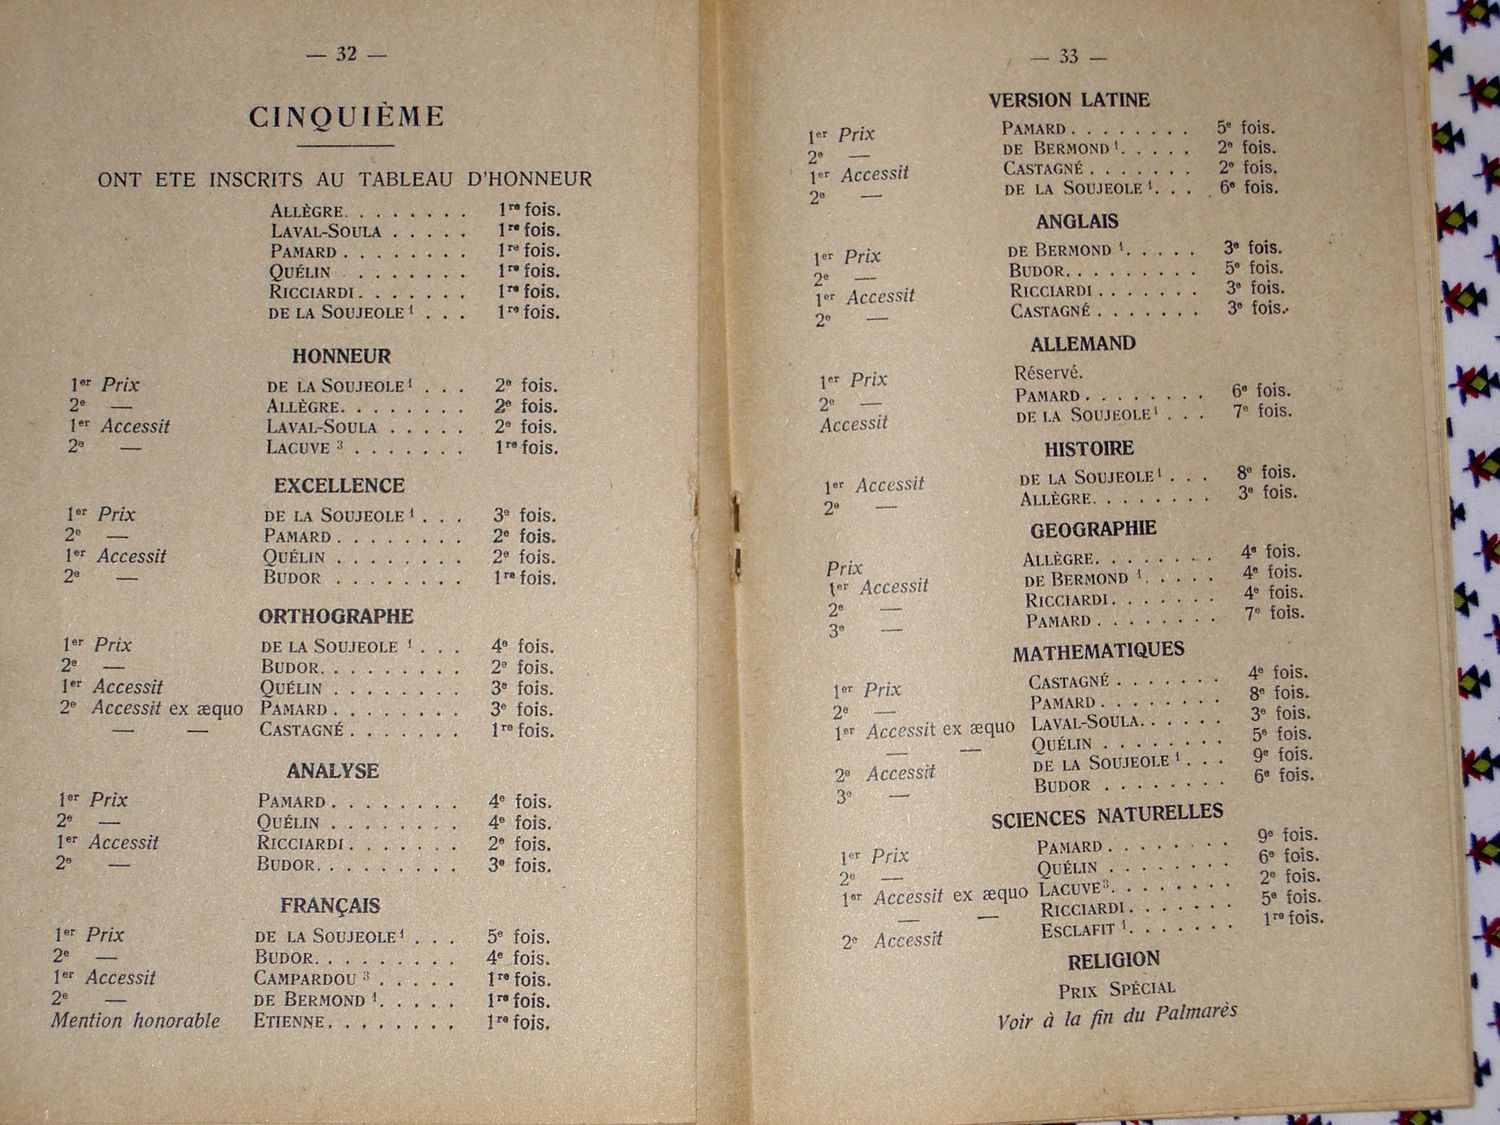 — 32 —
CINQUIÈME
ONT ETE INSCRITS AU TABLEAU D'HONNEUR
ALLÈGRE. . . . . . . . 1re fois.
LAVAL-SOULA . . . . . 1re fois.
PAMARD . . . . . . . . 1re fois.
QUÉLIN . . . . . . . . 1re fois.
RICCIARDI. . . . . . . 1re fois.
DE LA SOUJEOLE 1 . . . 1re fois.
HONNEUR
1er Prix DE LA SOUJEOLE 1 . . . 2e fois.
2e — ALLÈGRE. . . . . . . . 2e fois.
1er Accessit LAVAL-SOULA . . . . . 2e fois.
2e — LACUVE 3 . . . . . . . 1re fois.
EXCELLENCE
1er Prix DE LA SOUJEOLE 1 . . . 3e fois.
2e — PAMARD . . . . . . . . 2e fois.
1er Accessit QUÉLIN . . . . . . . . 2e fois.
2e — BUDOR . . . . . . . . 1re fois.
ORTHOGRAPHE
1er Prix DE LA SOUJEOLE 1 . . . 4e fois.
2e — BUDOR. . . . . . . . . 2e fois.
1er Accessit QUÉLIN . . . . . . . . 3e fois.
2e Accessit ex æquo PAMARD . . . . . . . . 3e fois.
— — CASTAGNÉ . . . . . . . 1re fois.
ANALYSE
1er Prix PAMARD . . . . . . . . 4e fois.
2e — QUÉLIN . . . . . . . . 4e fois.
1er Accessit RICCIARDI . . . . . . . 2e fois.
2e — BUDOR. . . . . . . . . 3e fois.
FRANÇAIS
1er Prix DE LA SOUJEOLE 1 . . . 5e fois.
2e — BUDOR. . . . . . . . . 4e fois.
1er Accessit CAMPARDOU 3 . . . . . 1re fois.
2e — DE BERMOND 1. . . . . 1re fois.
Mention honorable ETIENNE. . . . . . . . 1re fois.
— 33 —
VERSION LATINE
1er Prix PAMARD . . . . . . . . 5e fois.
2e — DE BERMOND 1. . . . . 2e fois.
1er Accessit CASTAGNÉ . . . . . . . 2e fois.
2e — DE LA SOUJEOLE 1. . . 6e fois.
ANGLAIS
1er Prix DE BERMOND 1. . . . . 3e fois.
2e — BUDOR. . . . . . . . . 5e fois.
1er Accessit RICCIARDI . . . . . . . 3e fois.
2e — CASTAGNÉ . . . . . . . 3e fois.
ALLEMAND
1er Prix Réservé.
2e — PAMARD . . . . . . . . 6e fois.
Accessit DE LA SOUJEOLE 1 . . . 7e fois.
HISTOIRE
1er Accessit DE LA SOUJEOLE 1 . . . 8e fois.
2e — ALLÈGRE. . . . . . . . 3e fois.
GEOGRAPHIE
Prix ALLÈGRE. . . . . . . . 4e fois.
1er Accessit DE BERMOND 1. . . . . 4e fois.
2e — RICCIARDI. . . . . . . 4e fois.
3e — PAMARD . . . . . . . . 7e fois.
MATHEMATIQUES
1er Prix CASTAGNÉ . . . . . . . 4e fois.
2e — PAMARD . . . . . . . . 8e fois.
1er Accessit ex æquo LAVAL-SOULA. . . . . . 3e fois.
— — QUÉLIN . . . . . . . . 5e fois.
2e Accessit DE LA SOUJEOLE 1 . . . 9e fois.
3e — BUDOR . . . . . . . . 6e fois.
SCIENCES NATURELLES
1er Prix PAMARD . . . . . . . . 9e fois.
2e — QUÉLIN . . . . . . . . 6e fois.
1er Accessit ex æquo LACUVE 3. . . . . . . . 2e fois.
— — RICCIARDI. . . . . . . 5e fois.
2e Accessit ESCLAFIT 1. . . . . . . 1re fois.
RELIGION
PRIX SPÉCIAL
Voir à la fin du Palmarès